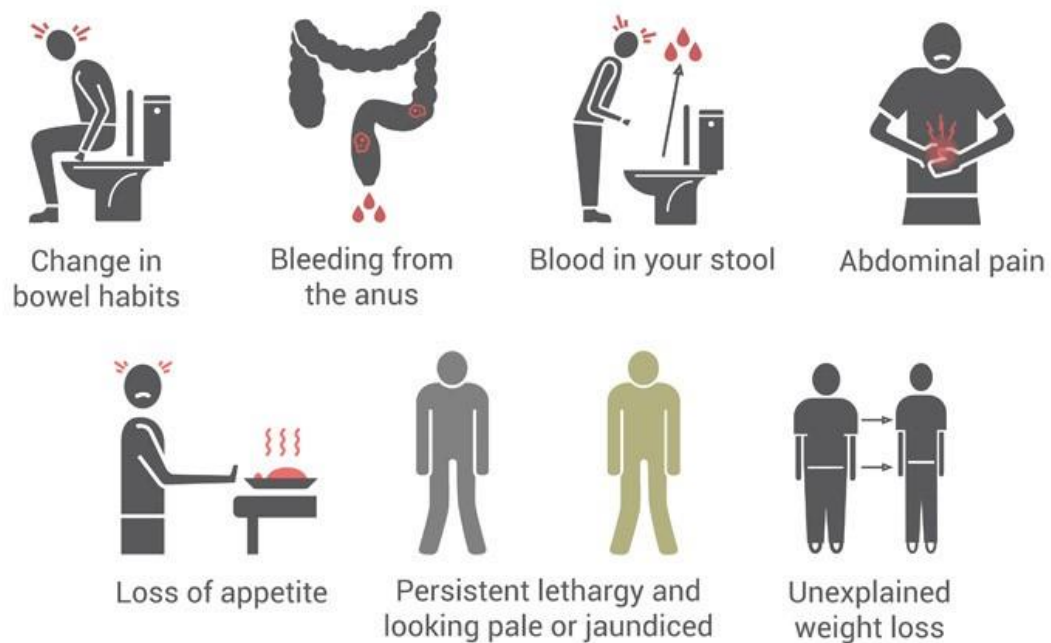 Change in
bowel habits
Bleeding from
the anus
Blood in your stool
Abdominal pain
Loss of appetite
Persistent lethargy and
looking pale or jaundiced
Unexplained
weight loss